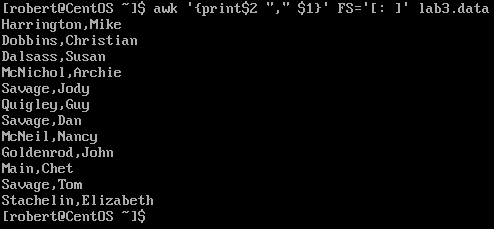 [robert@CentOS ~]$ awk '{print$2 "," $1}' FS='[: ]' lab3.data
Harrington,Mike
Dobbins,Christian
Dalsass,Susan
McNichol,Archie
Savage,Jody
Quigley,Guy
Savage,Dan
McNeil,Nancy
Goldenrod,John
Main,Chet
Savage,Tom
Stachelin,Elizabeth
[robert@CentOS ~]$